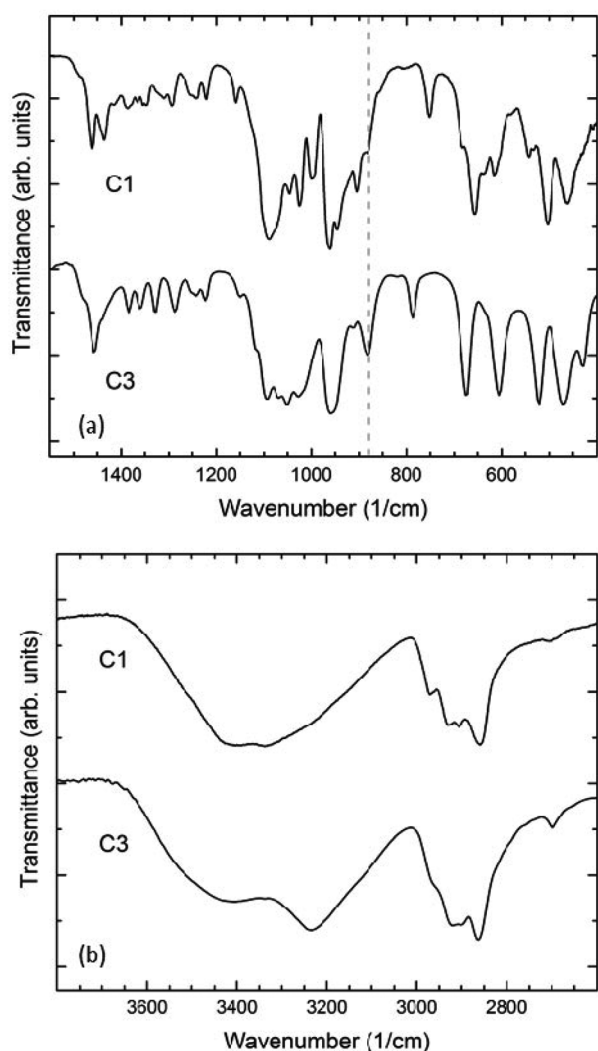 Transmittance (arb. units)
C1
C3
(a)
1400 1200 1000 800 600
Wavenumber (1/cm)
Transmittance (arb. units)
C1
C3
(b)
3600 3400 3200 3000 2800
Wavenumber (1/cm)